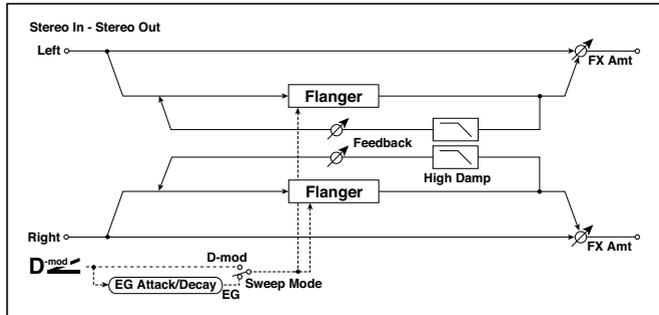 Stereo In - Stereo Out
Left
FX Amt
Flanger
Feedback
High Damp
Flanger
Right
FX Amt
D-mod
D-mod
EG Attack/Decay
EG
Sweep Mode